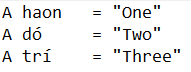 A haon   = "One"
A dó     = "Two"
A trí    = "Three"